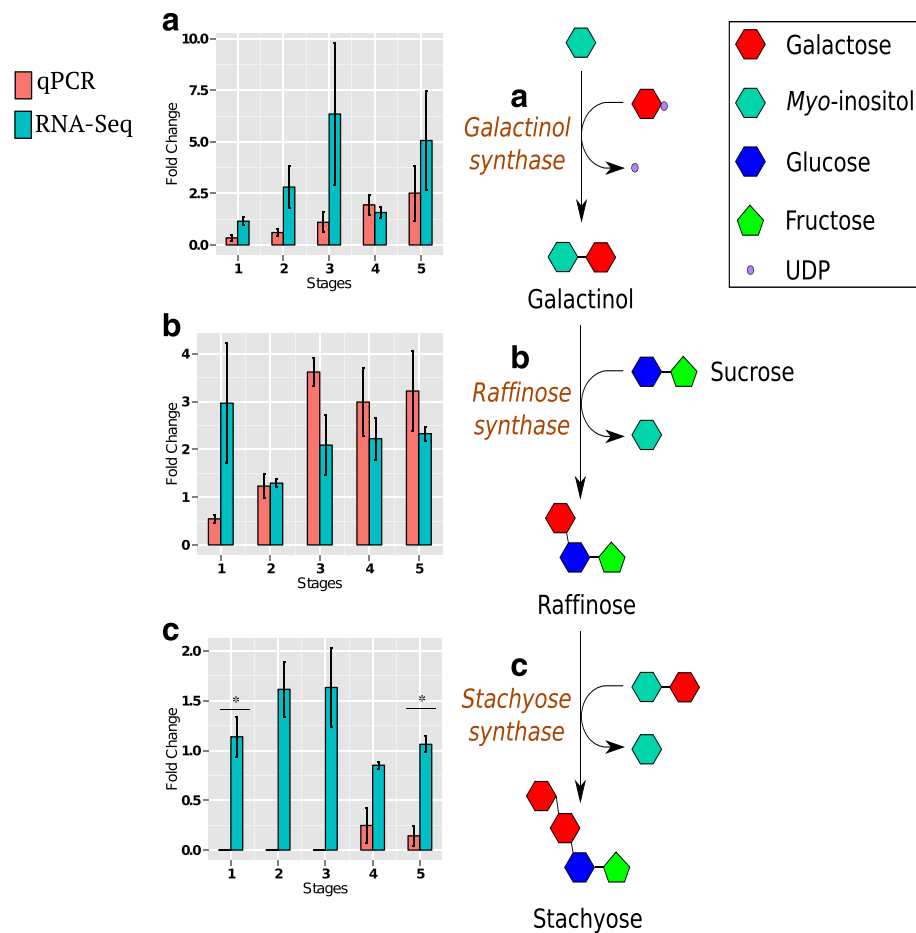 qPCR
RNA-Seq
a
10.0
7.5
5.0
2.5
0.0
Fold Change
1 2 3 4 5
Stages
b
4
3
2
1
0
Fold Change
1 2 3 4 5
Stages
c
2.0
1.5
1.0
0.5
0.0
Fold Change
* *
1 2 3 4 5
Stages
a
Galactinol
synthase
Galactinol
b
Raffinose
synthase
Sucrose
Raffinose
c
Stachyose
synthase
Stachyose
Galactose
Myo-inositol
Glucose
Fructose
UDP